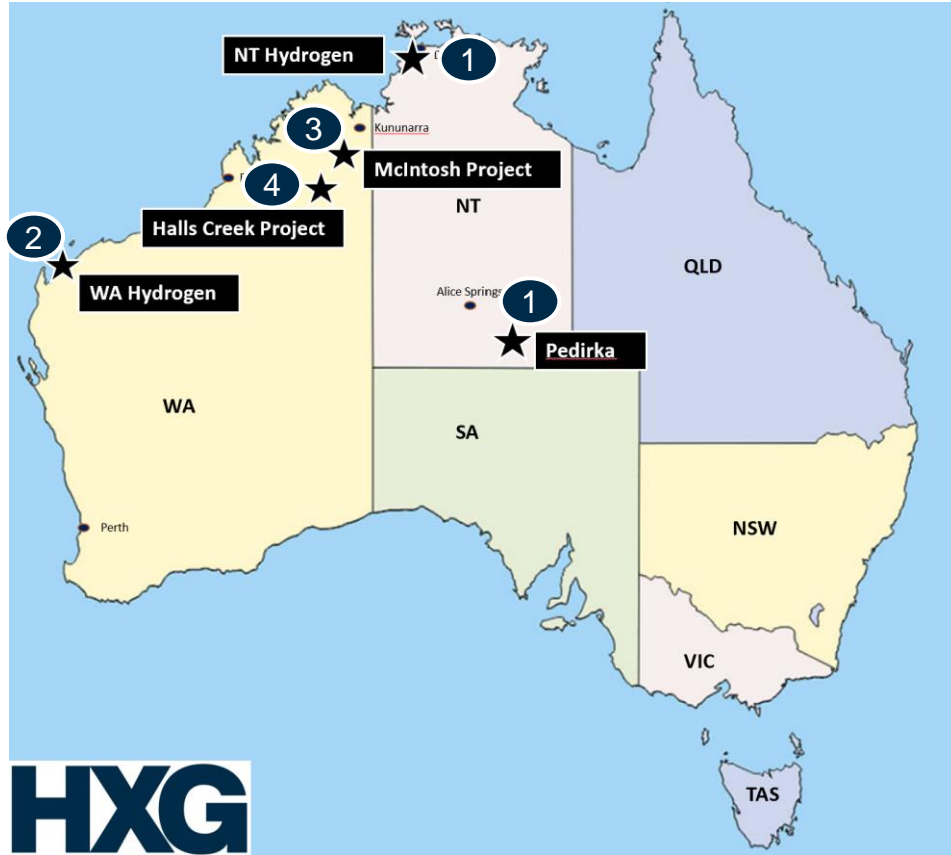 NT Hydrogen
1
3
Kununarra
McIntosh Project
4
NT
Halls Creek Project
2
QLD
WA Hydrogen
Alice Springs
1
Pedirka
WA
SA
Perth
NSW
VIC
TAS
HXG